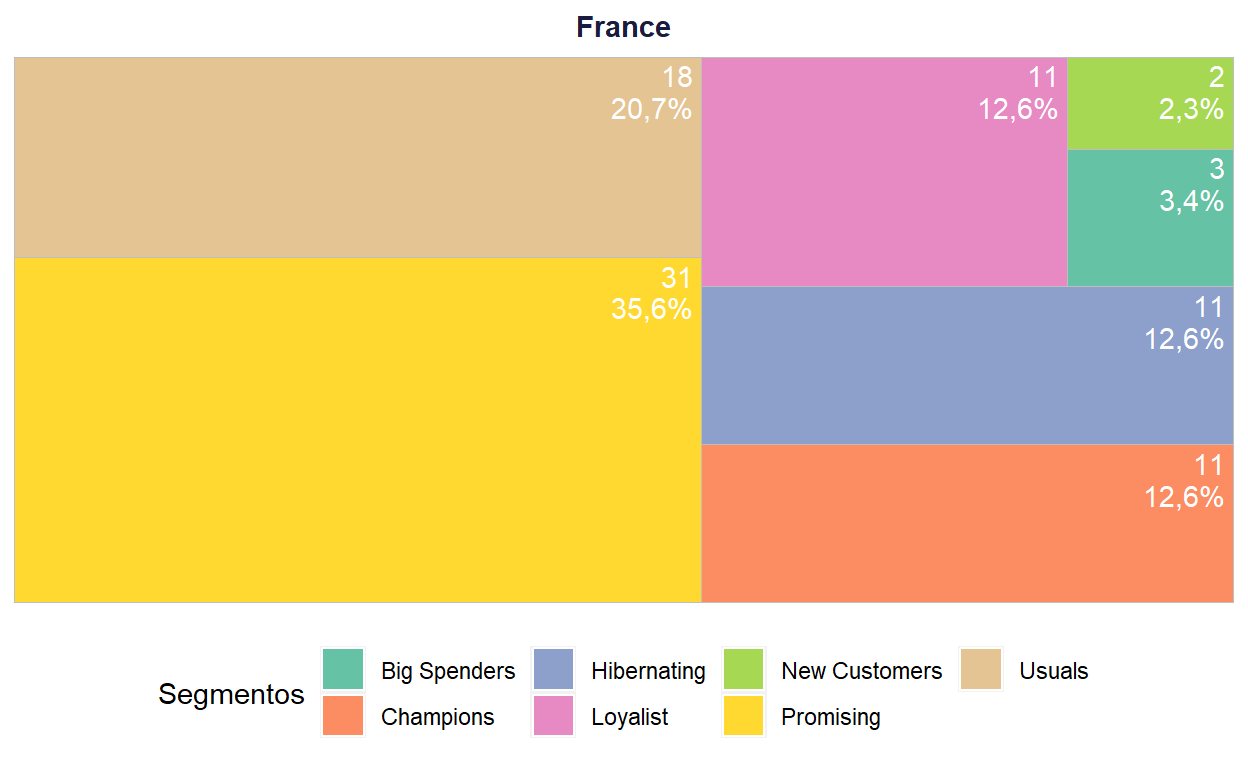 France
18
20,7%
11
12,6%
2
2,3%
3
3,4%
31
35,6%
11
12,6%
11
12,6%
Segmentos
Big Spenders
Hibernating
New Customers
Usuals
Champions
Loyalist
Promising